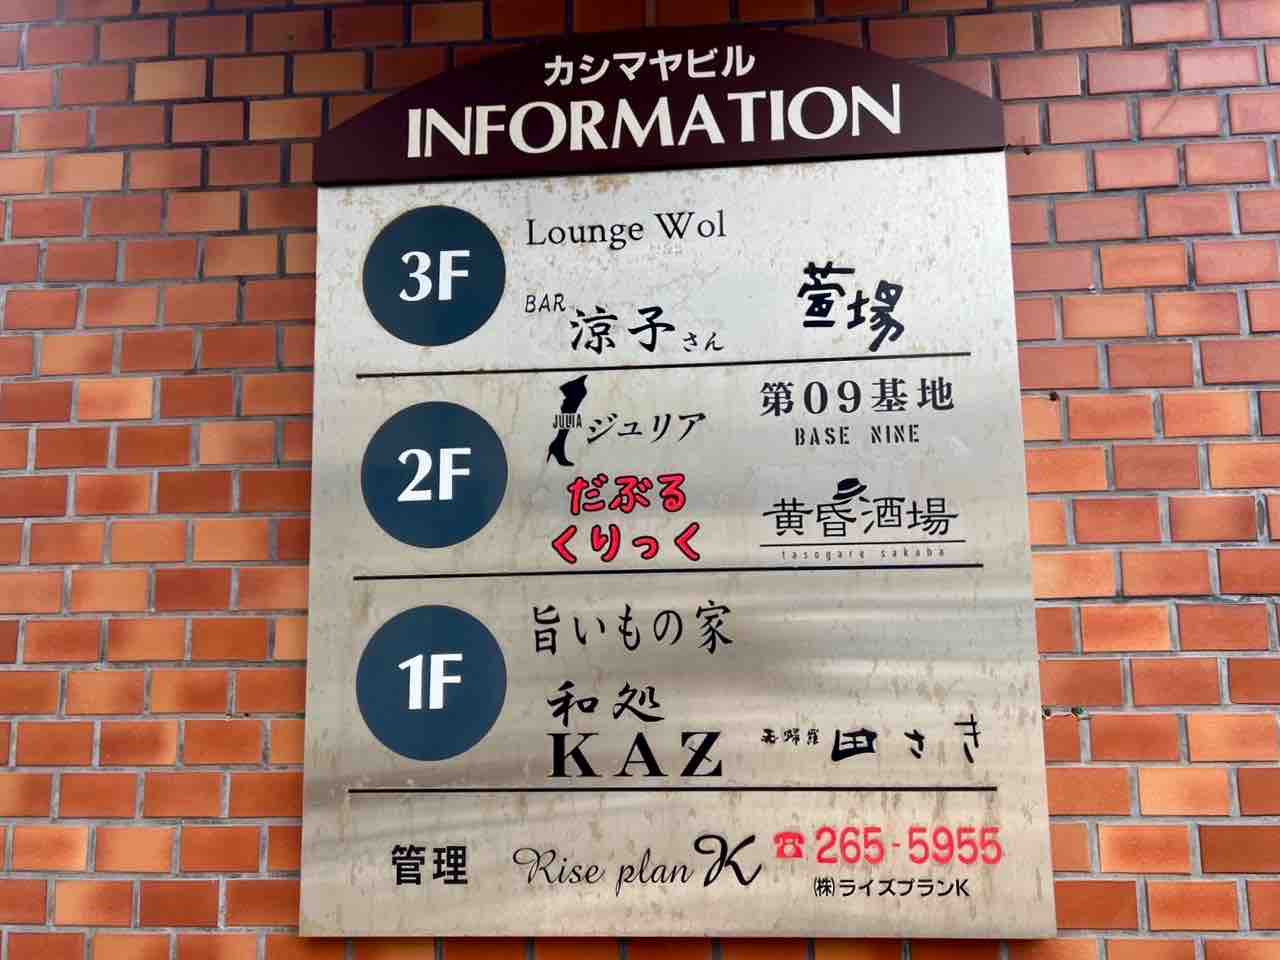 カシマヤビル
INFORMATION
3F
Lounge Wol
BAR
涼子さん
萱場
2F
JULIA
ジュリア
第09基地
BASE NINE
だぶる
くりっく
黄昏酒場
tasogare sakaba
1F
旨いもの家
和処
KAZ
天婦羅 田さき
管理
Rise plan K
☎265-5955
㈱ライズプランK